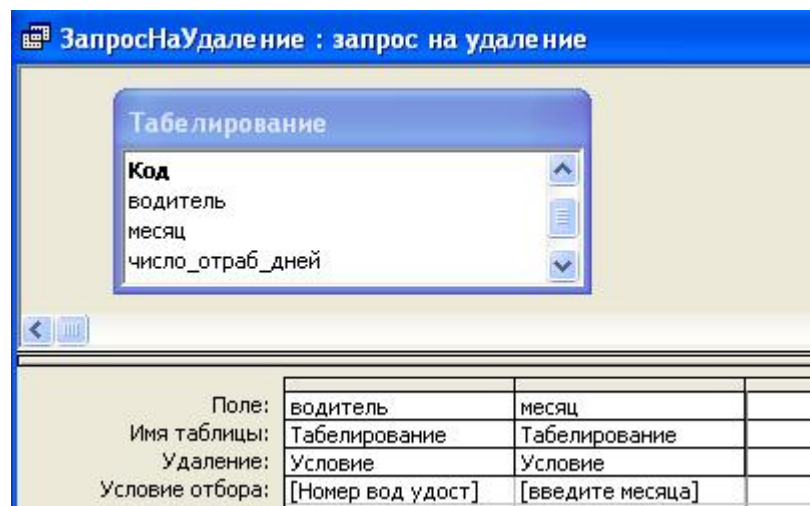 ЗапросНаУдаление : запрос на удаление
Табелирование
Код
водитель
месяц
число_отраб_дней
Поле: водитель месяц
Имя таблицы: Табелирование Табелирование
Удаление: Условие Условие
Условие отбора: [Номер вод удост] [введите месяца]